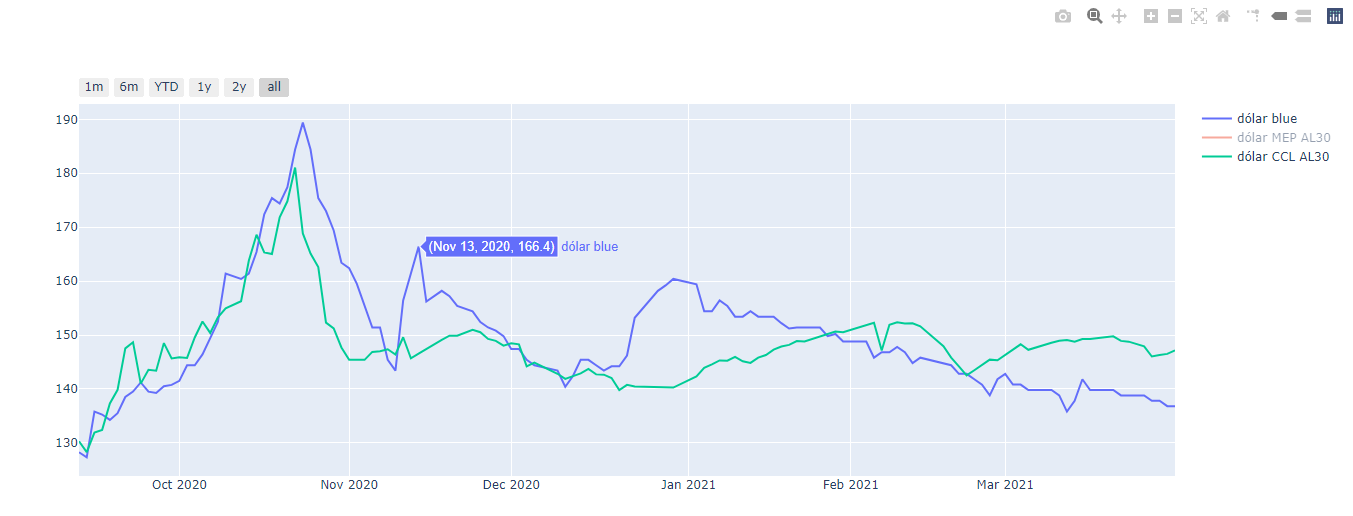 1m 6m YTD 1y 2y all
190
180
170
160
150
140
130
(Nov 13, 2020, 166.4) dólar blue
Oct 2020 Nov 2020 Dec 2020 Jan 2021 Feb 2021 Mar 2021
dólar blue
dólar MEP AL30
dólar CCL AL30